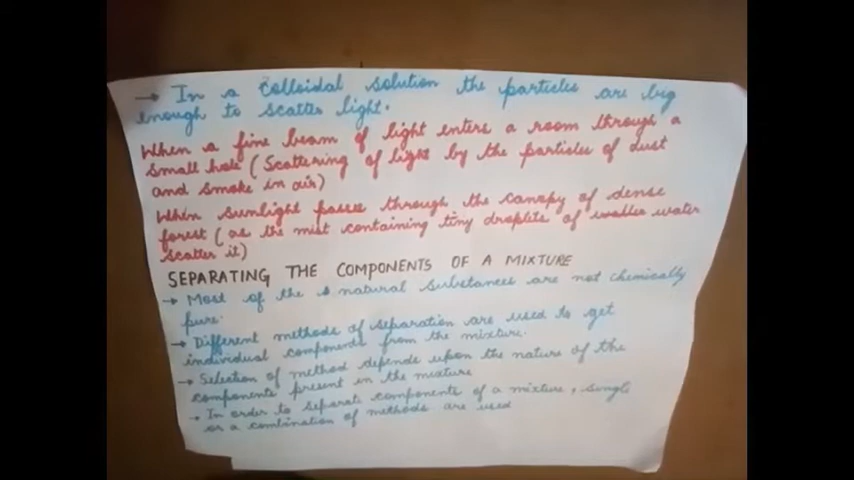 → In a colloidal solution the particles are big
enough to scatter light.
When a fine beam of light enters a room through a
small hole (Scattering of light by the particles of dust
and smoke in air)
When sunlight passes through the canopy of dense
forest (as the mist containing tiny droplets of water
scatter it)
SEPARATING THE COMPONENTS OF A MIXTURE
→ Most of the natural substances are not chemically
pure.
→ Different methods of separation are used to get
individual components from the mixture.
→ Selection of method depends upon the nature of the
components present in the mixture
→ In order to separate components of a mixture, single
or a combination of methods are used